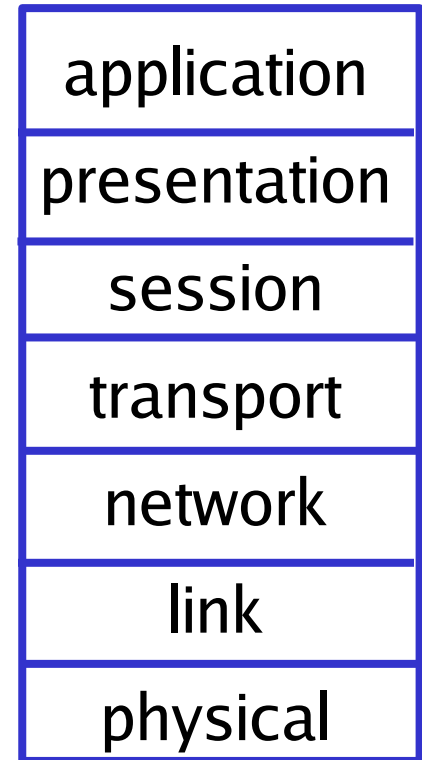 application
presentation
session
transport
network
link
physical